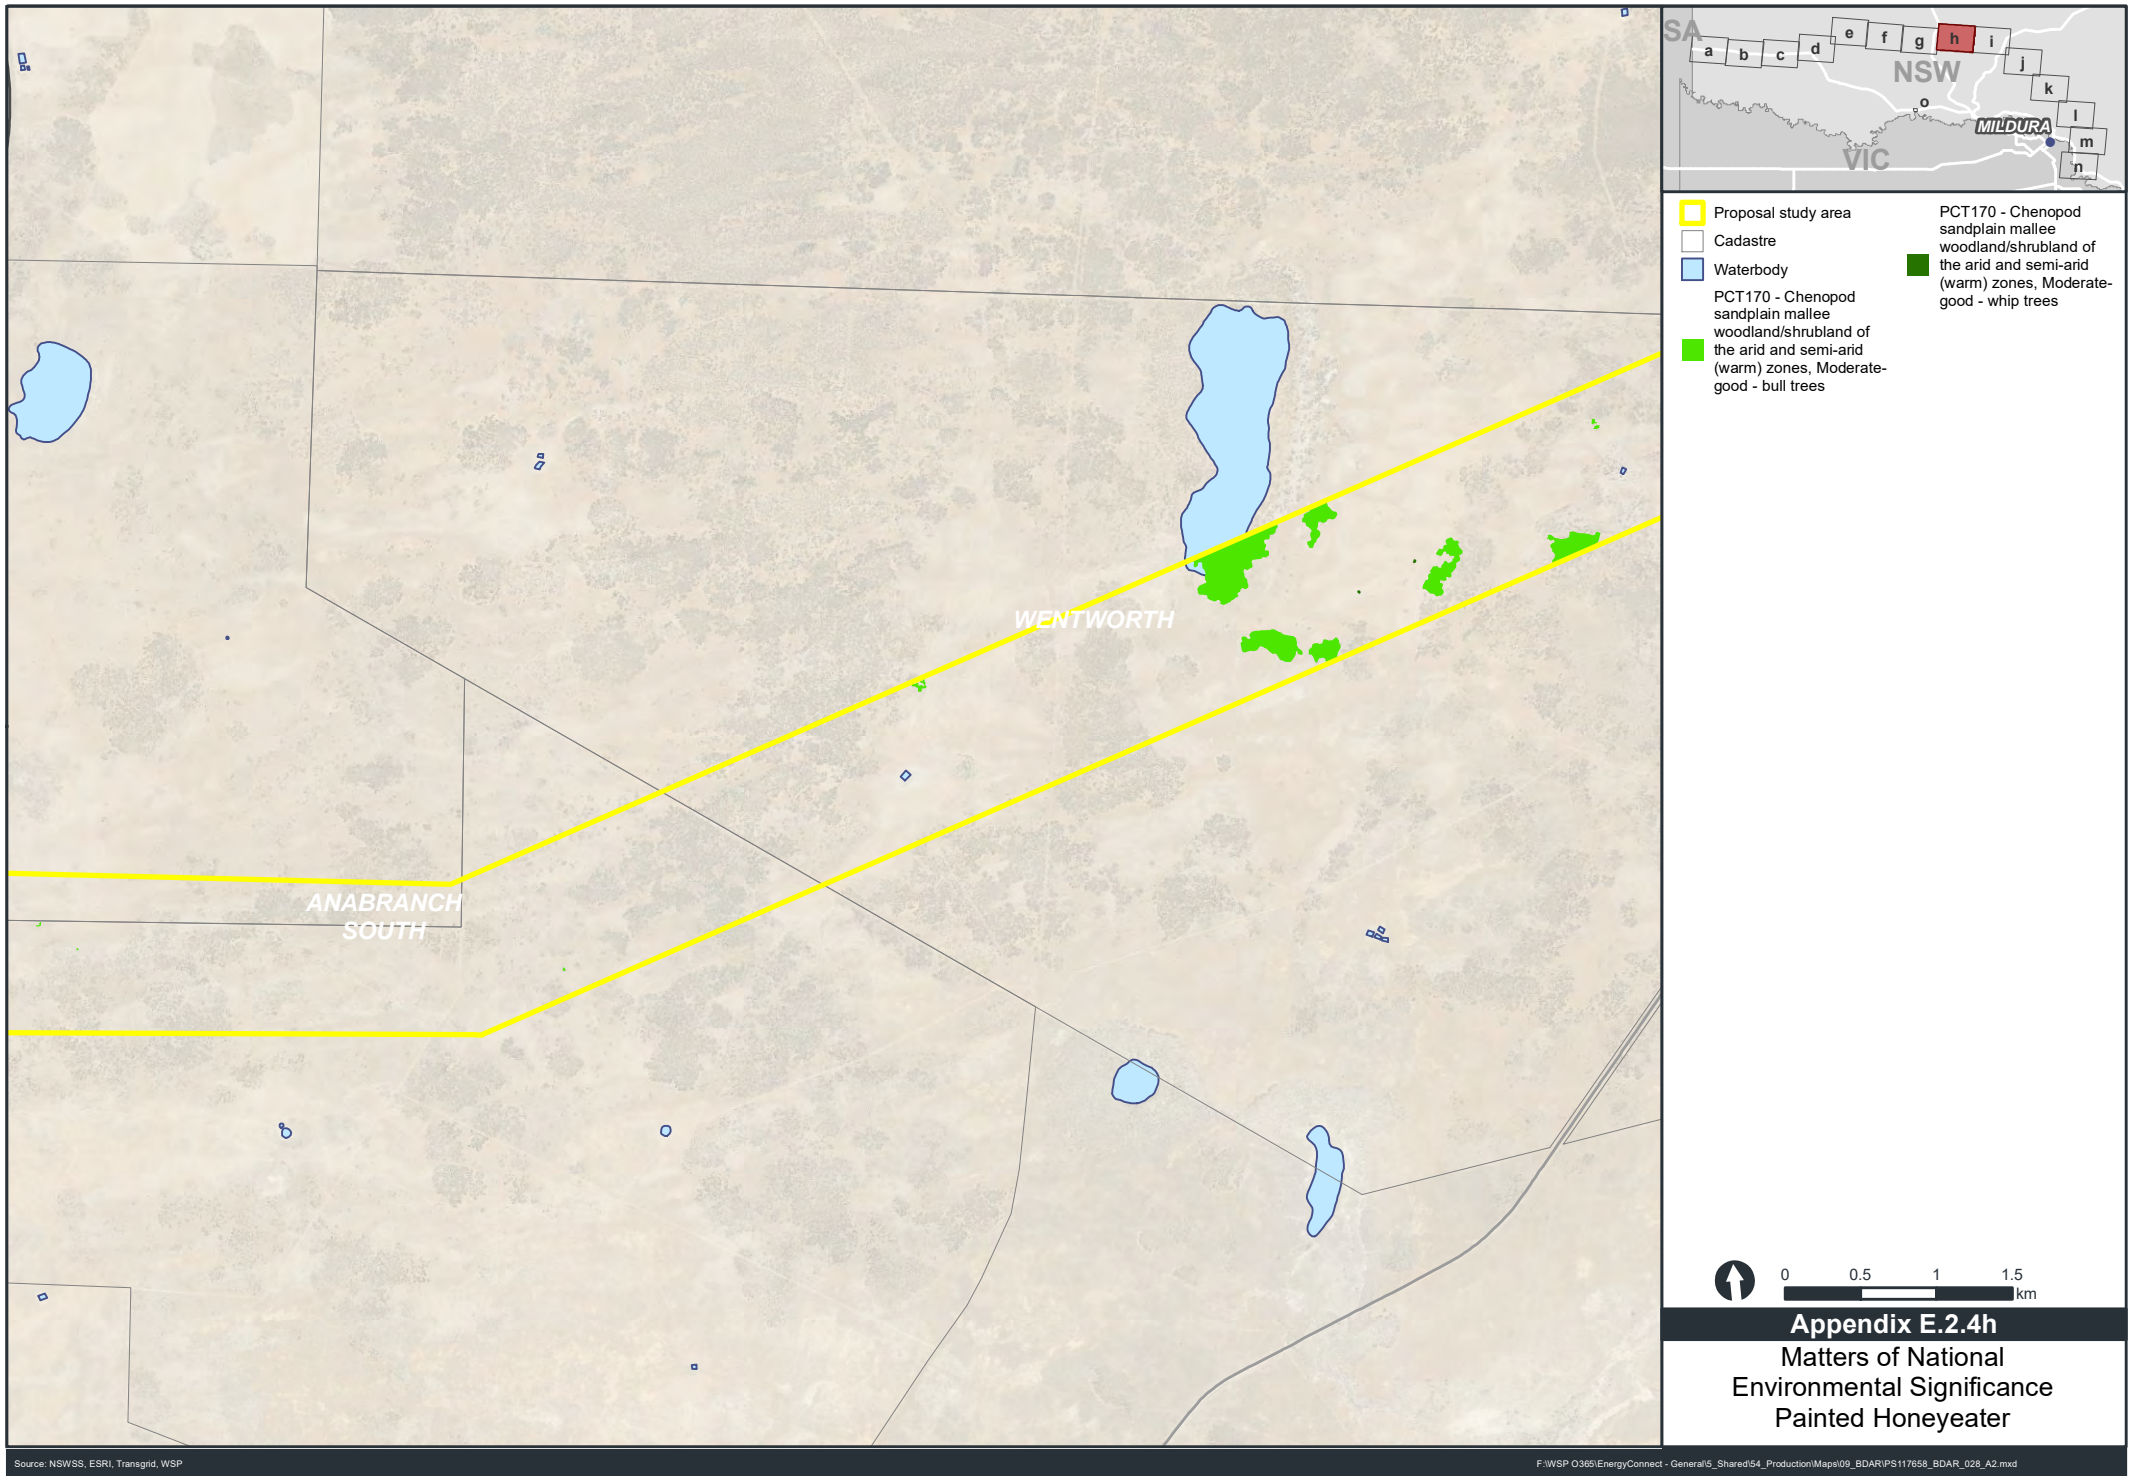 WENTWORTH
ANABRANCH
SOUTH
SA
a
b
c
d
e
f
g
h
i
j
k
l
m
n
o
NSW
MILDURA
VIC
Proposal study area
Cadastre
Waterbody
PCT170 - Chenopod
sandplain mallee
woodland/shrubland of
the arid and semi-arid
(warm) zones, Moderate-
good - bull trees
PCT170 - Chenopod
sandplain mallee
woodland/shrubland of
the arid and semi-arid
(warm) zones, Moderate-
good - whip trees
0 0.5 1 1.5
km
Appendix E.2.4h
Matters of National
Environmental Significance
Painted Honeyeater
Source: NSWSS, ESRI, Transgrid, WSP
F:\WSP O365\EnergyConnect - General\5_Shared\54_Production\Maps\09_BDAR\PS117658_BDAR_028_A2.mxd